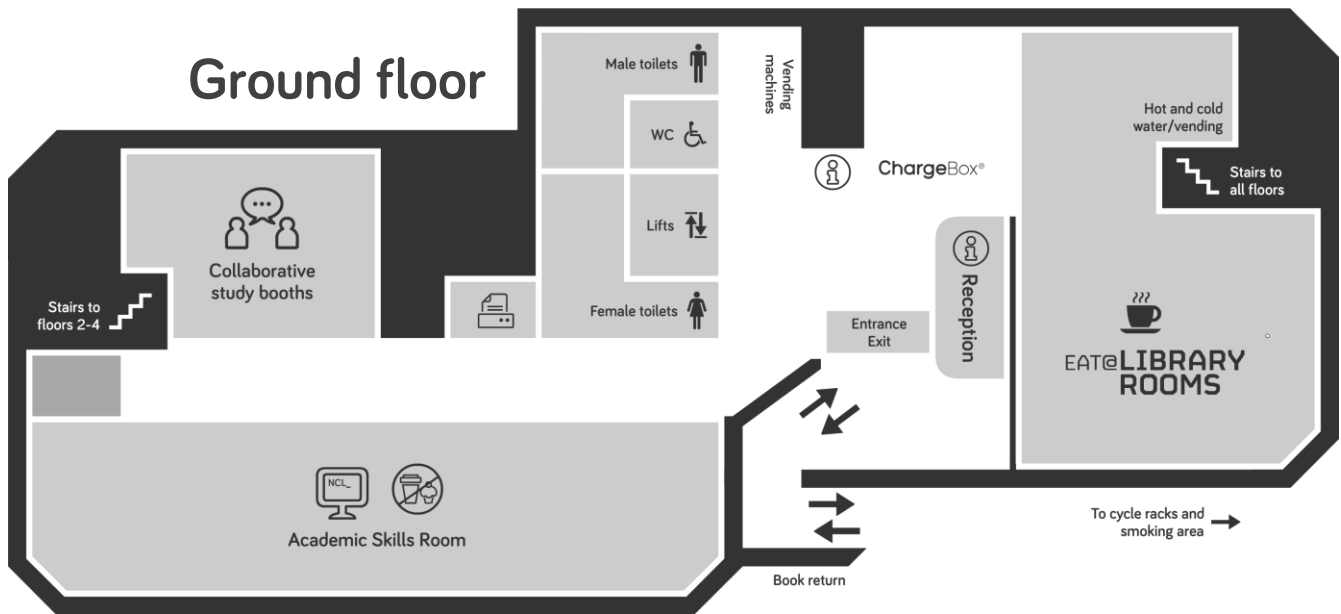 Ground floor
Male toilets
Vending
machines
WC
Hot and cold
water/vending
ChargeBox®
Stairs to
all floors
Lifts
Collaborative
study booths
Stairs to
floors 2-4
Female toilets
Entrance
Exit
Reception
EAT@LIBRARY
ROOMS
NCL_
Academic Skills Room
To cycle racks and
smoking area
Book return